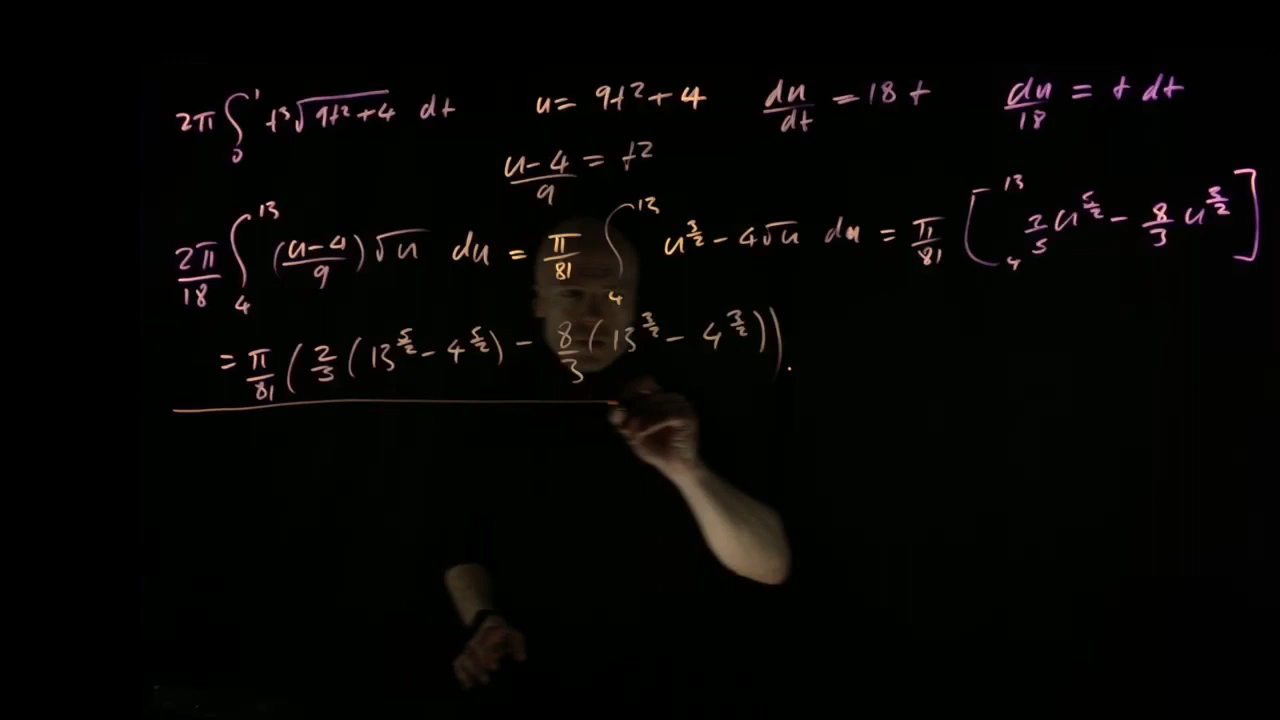 2π ∫₀¹ t³√(9t²+4) dt    u = 9t²+4    du/dt = 18t    du/18 = t dt
(u-4)/9 = t²
2π/18 ∫₄¹³ ((u-4)/9)√u du = π/81 ∫₄¹³ u^(3/2) - 4√u du = π/81 [₄¹³ 2/5 u^(5/2) - 8/3 u^(3/2)]
= π/81 (2/3 (13^(5/2) - 4^(5/2)) - 8/3 (13^(3/2) - 4^(3/2))).